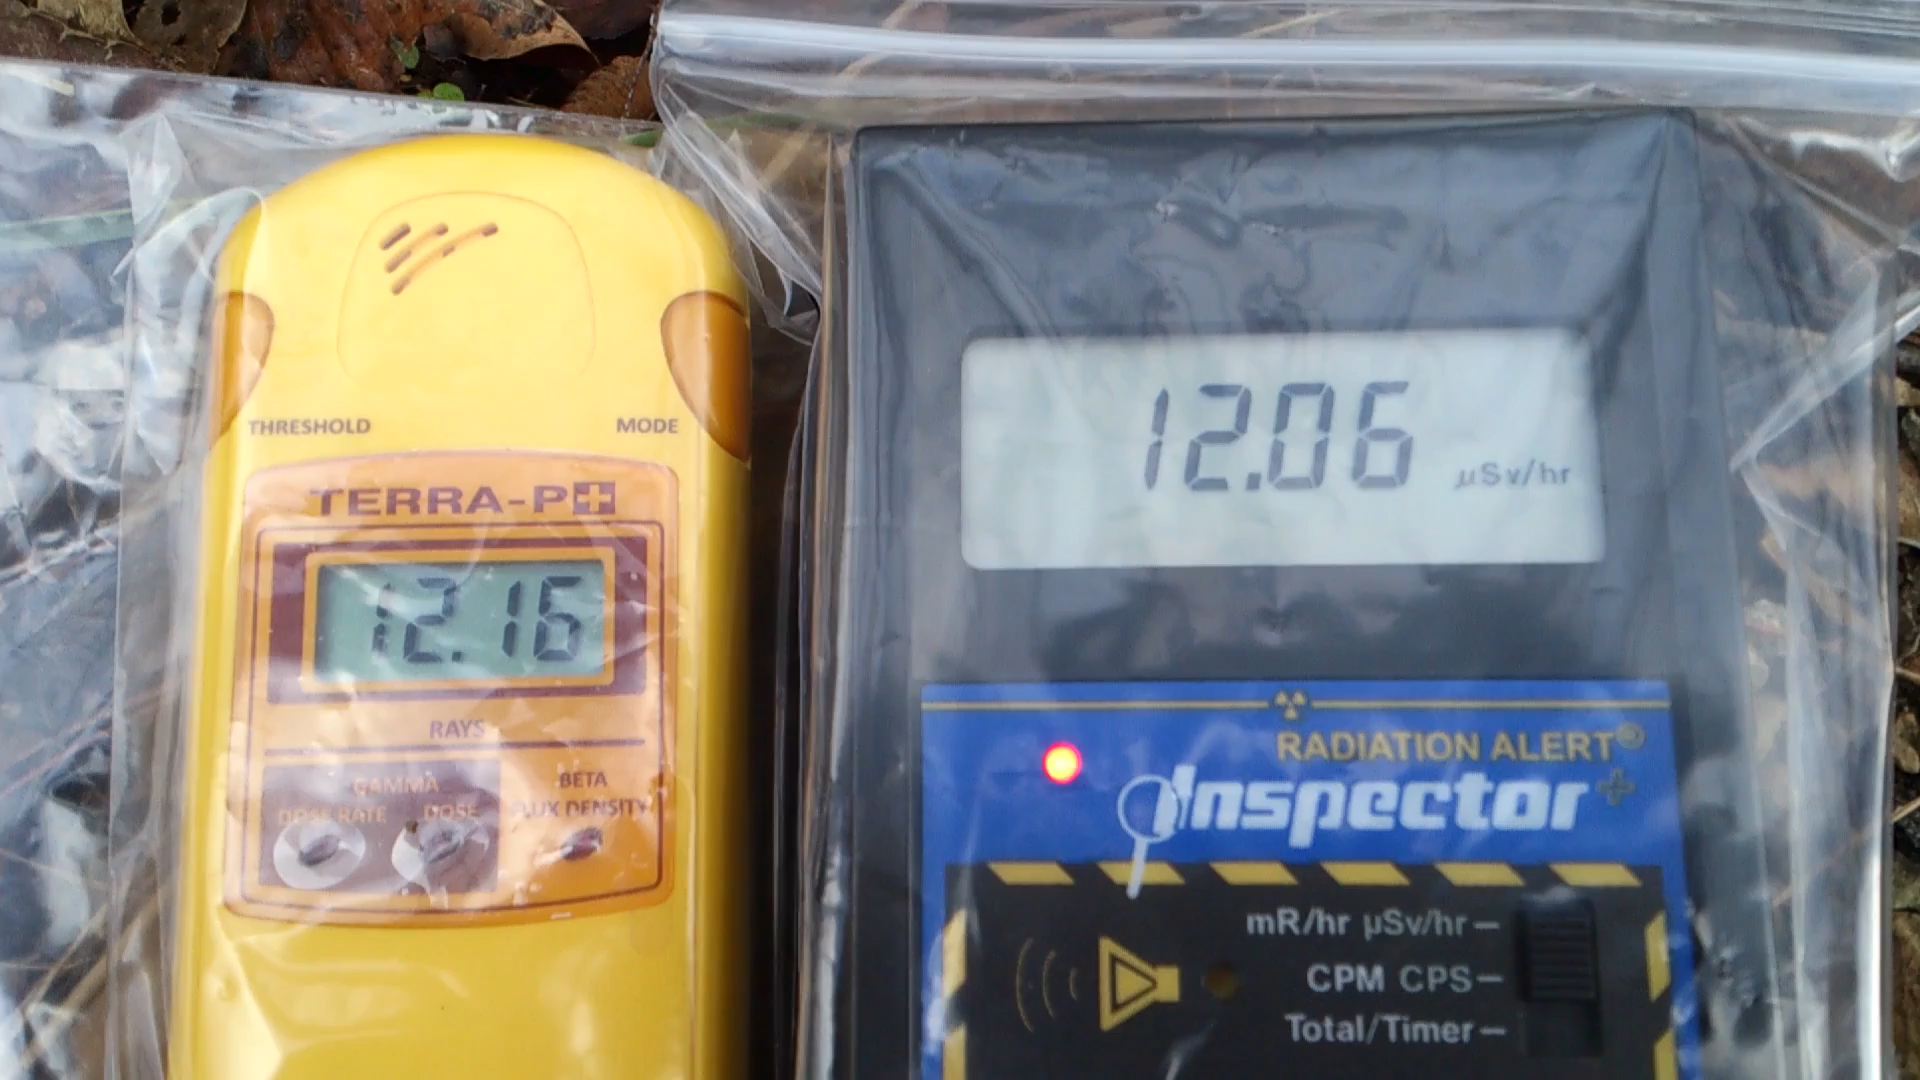 THRESHOLD MODE
TERRA-P+
12.16
RAYS
GAMMA
DOSE RATE DOSE
BETA
FLUX DENSITY
12.06
µSv/hr
RADIATION ALERT®
Inspector+
mR/hr µSv/hr
CPM CPS
Total/Timer